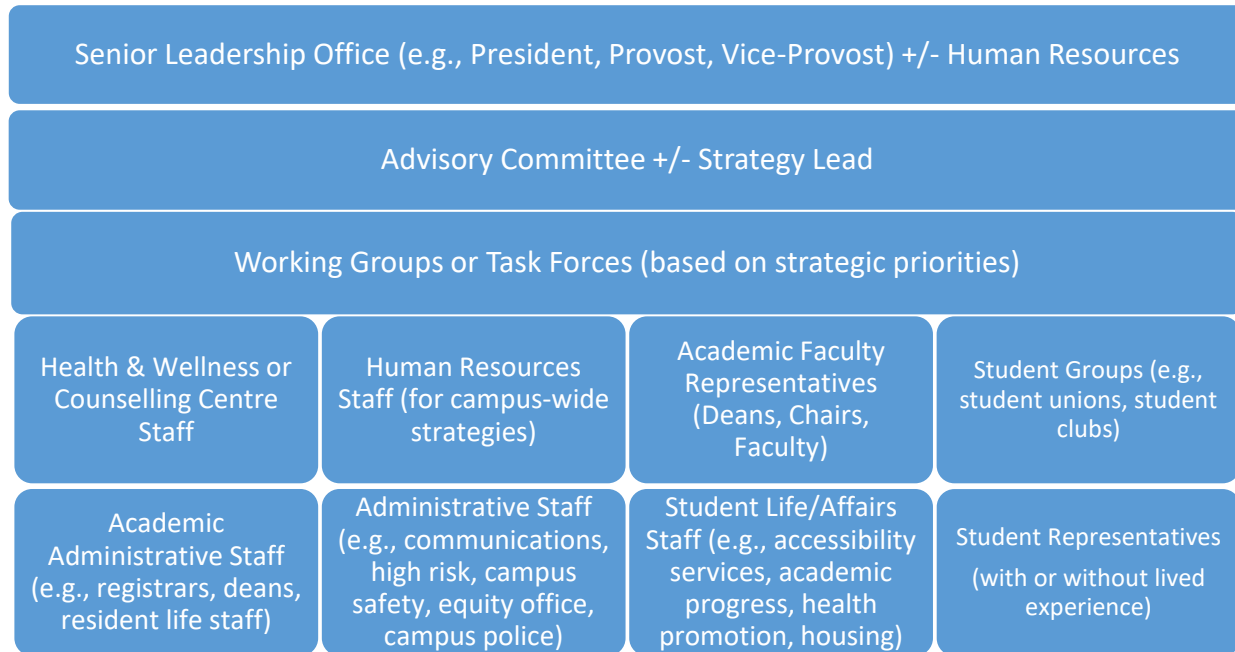 Senior Leadership Office (e.g., President, Provost, Vice-Provost) +/- Human Resources
Advisory Committee +/- Strategy Lead
Working Groups or Task Forces (based on strategic priorities)
Health & Wellness or
Counselling Centre
Staff
Human Resources
Staff (for campus-wide
strategies)
Academic Faculty
Representatives
(Deans, Chairs,
Faculty)
Student Groups (e.g.,
student unions, student
clubs)
Academic
Administrative Staff
(e.g., registrars, deans,
resident life staff)
Administrative Staff
(e.g., communications,
high risk, campus
safety, equity office,
campus police)
Student Life/Affairs
Staff (e.g., accessibility
services, academic
progress, health
promotion, housing)
Student Representatives
(with or without lived
experience)